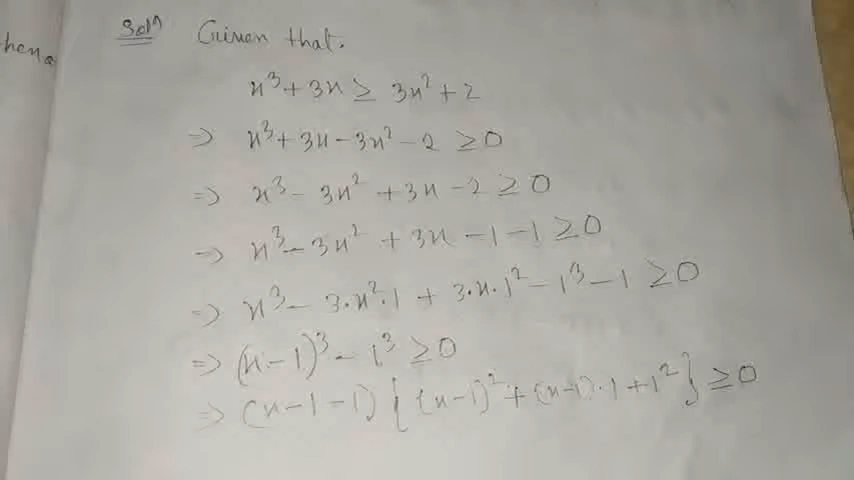 Soln Given that.
hena
x³ + 3x ≥ 3x² + 2
⇒ x³ + 3x - 3x² - 2 ≥ 0
⇒ x³ - 3x² + 3x - 2 ≥ 0
⇒ x³ - 3x² + 3x - 1 - 1 ≥ 0
⇒ x³ - 3·x²·1 + 3·x·1² - 1³ - 1 ≥ 0
⇒ (x-1)³ - 1³ ≥ 0
⇒ (x-1-1) { (x-1)² + (x-1)·1 + 1² } ≥ 0